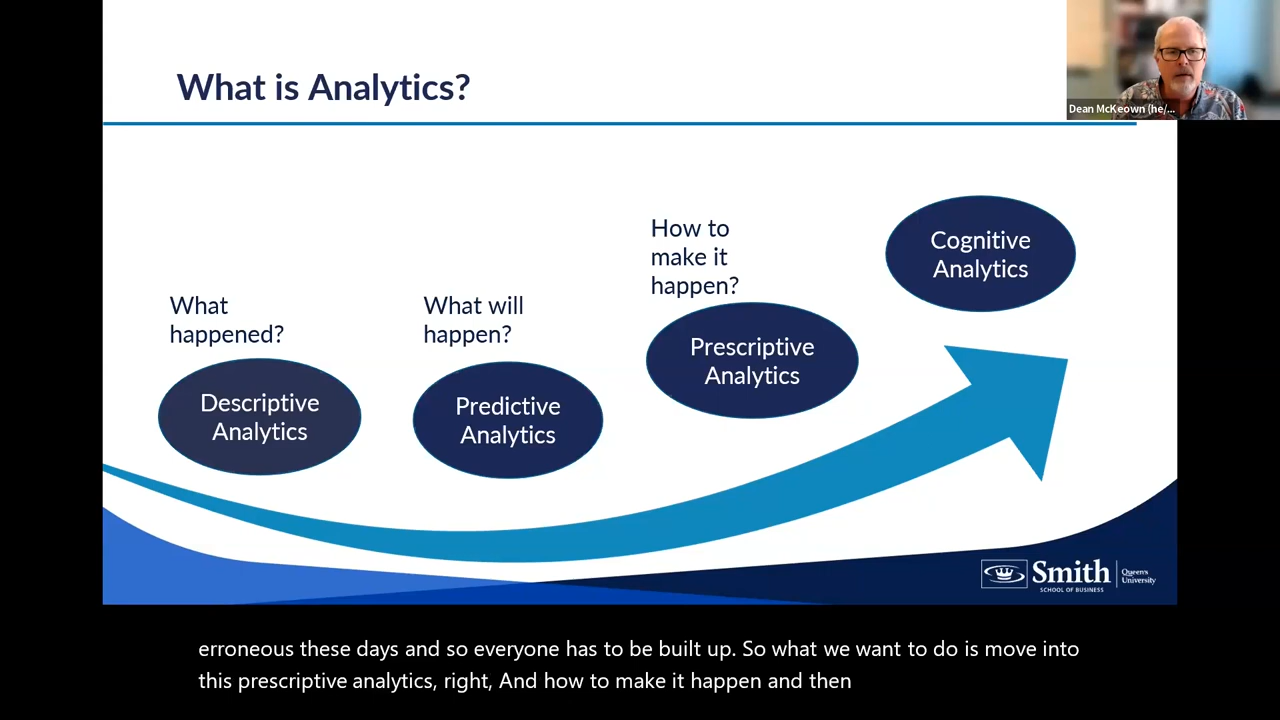 What is Analytics?
Dean McKeown (he/...
What
happened?
Descriptive
Analytics
What will
happen?
Predictive
Analytics
How to
make it
happen?
Prescriptive
Analytics
Cognitive
Analytics
Smith
SCHOOL OF BUSINESS
Queen's
University
erroneous these days and so everyone has to be built up. So what we want to do is move into
this prescriptive analytics, right, And how to make it happen and then